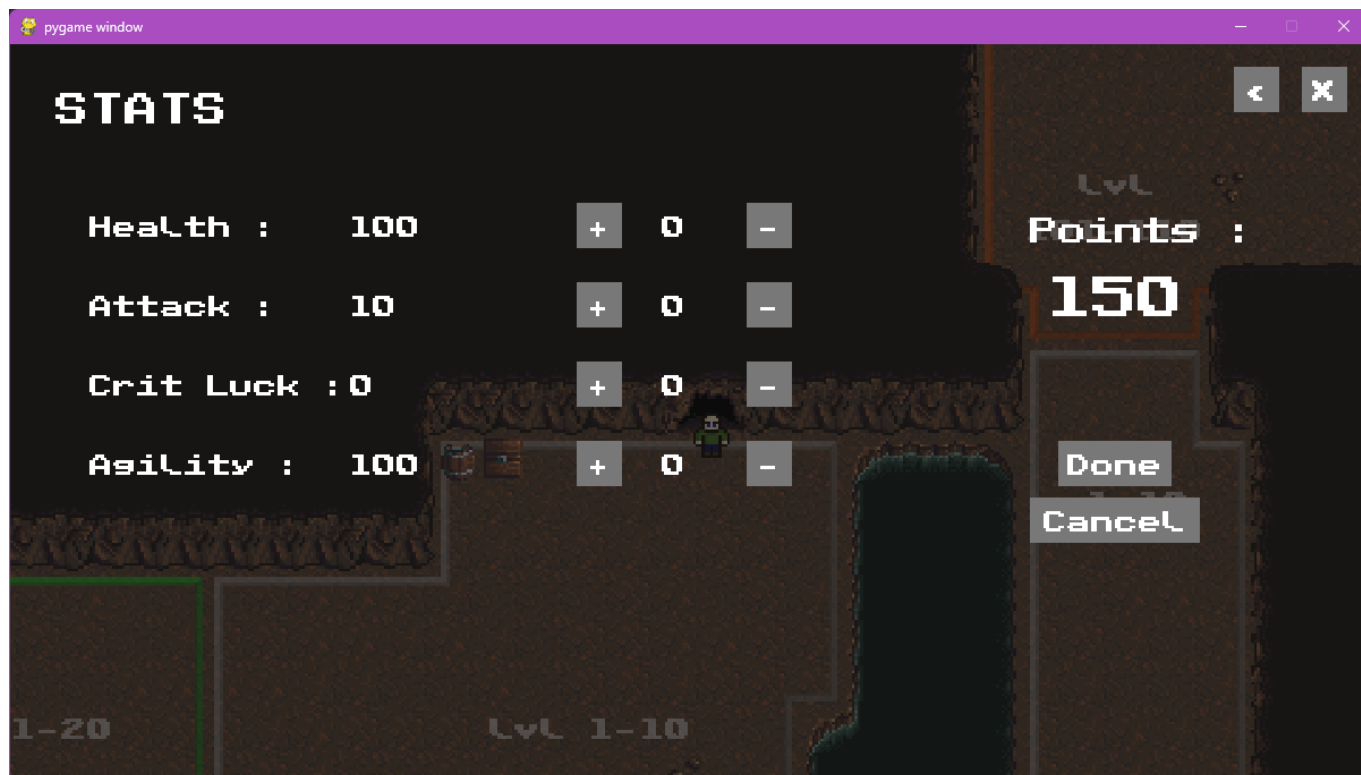 pygame window
STATS
< X
Lvl
Health : 100 + 0 -
Points :
Attack : 10 + 0 -
150
Crit Luck :0 + 0 -
Agility : 100 + 0 -
Done
Cancel
1-20
Lvl 1-10